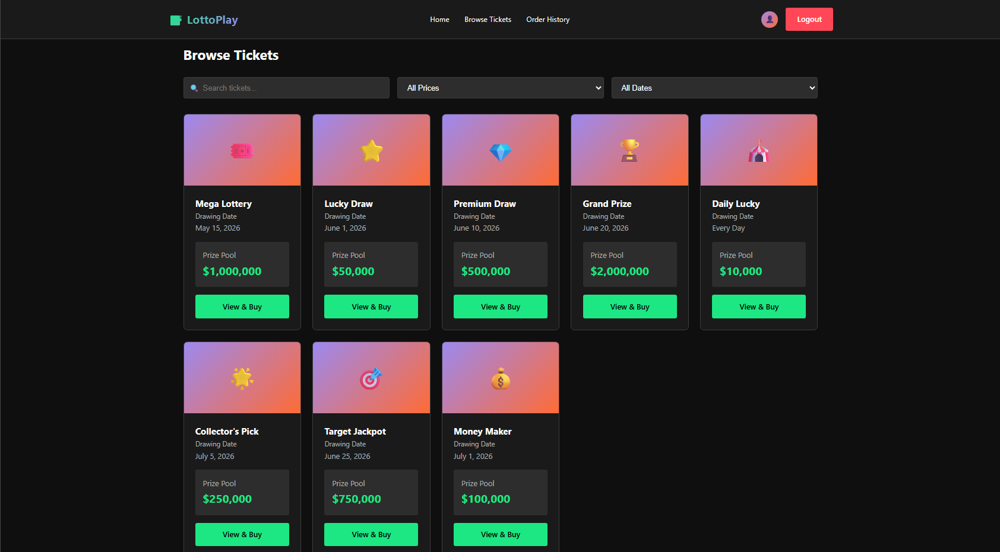 LottoPlay
Home
Browse Tickets
Order History
Logout
Browse Tickets
Search tickets...
All Prices
All Dates
Mega Lottery
Drawing Date
May 15, 2026
Prize Pool
$1,000,000
View & Buy
Lucky Draw
Drawing Date
June 1, 2026
Prize Pool
$50,000
View & Buy
Premium Draw
Drawing Date
June 10, 2026
Prize Pool
$500,000
View & Buy
Grand Prize
Drawing Date
June 20, 2026
Prize Pool
$2,000,000
View & Buy
Daily Lucky
Drawing Date
Every Day
Prize Pool
$10,000
View & Buy
Collector's Pick
Drawing Date
July 5, 2026
Prize Pool
$250,000
View & Buy
Target Jackpot
Drawing Date
June 25, 2026
Prize Pool
$750,000
View & Buy
Money Maker
Drawing Date
July 1, 2026
Prize Pool
$100,000
View & Buy